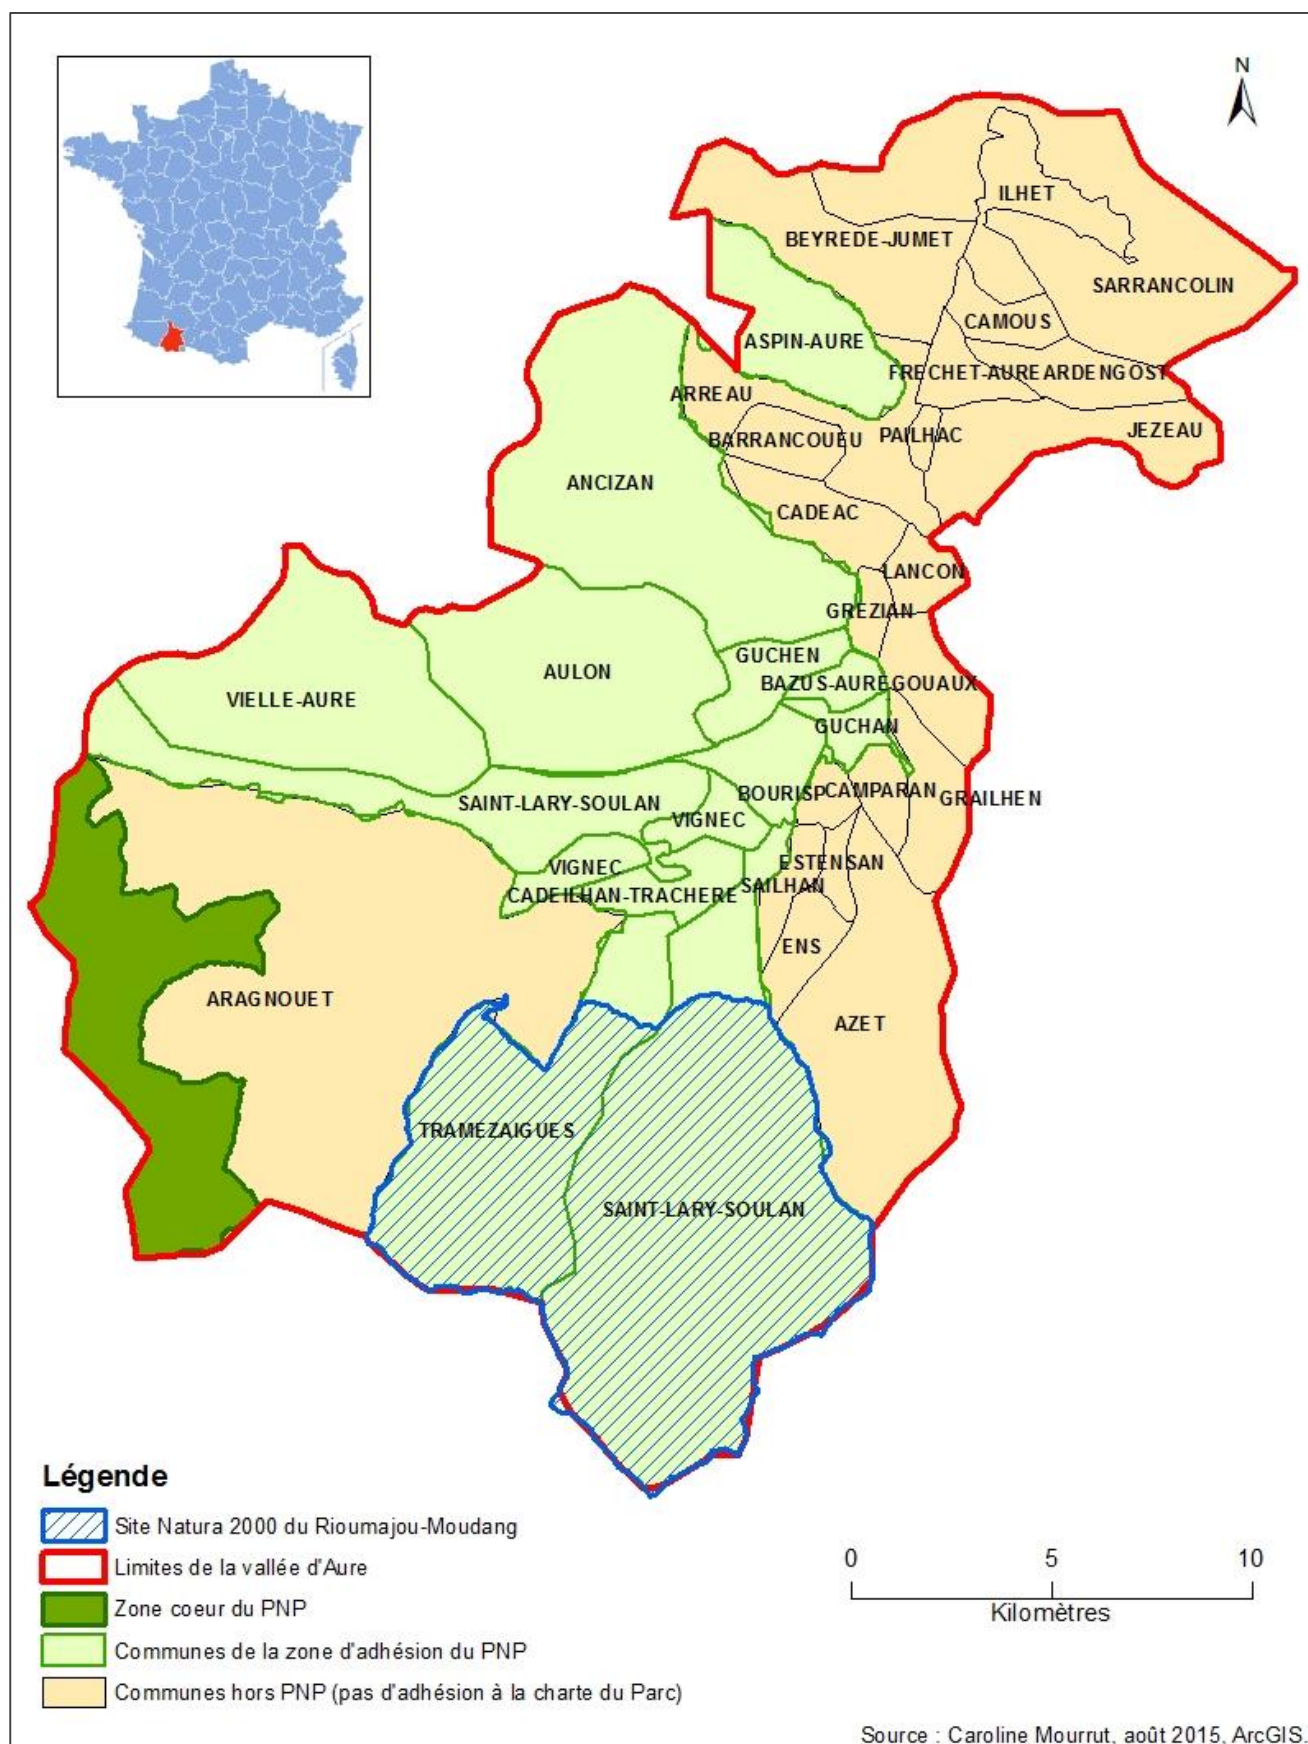 N
ILHET
BEYREDE-JUMET
SARRANCOLIN
CAMOUS
ASPIN-AURE
FRECHET-AURE
ARDENGOST
ARREAU
JEZEAU
BARRANCOUEU
PAILHAC
ANCIZAN
CADEAC
LANCON
GREZIAN
GUCHEN
AULON
BAZUS-AURE
GOUAUX
VIELLE-AURE
GUCHAN
BOURISP
CAMPARAN
GRAILHEN
SAINT-LARY-SOULAN
VIGNEC
VIGNEC
ESTENSAN
SAILHAN
CADEILHAN-TRACHERE
ENS
ARAGNOUET
AZET
TRAMEZAIGUES
SAINT-LARY-SOULAN
Légende
Site Natura 2000 du Rioumajou-Moudang
Limites de la vallée d'Aure
Zone coeur du PNP
Communes de la zone d'adhésion du PNP
Communes hors PNP (pas d'adhésion à la charte du Parc)
0 5 10
Kilomètres
Source : Caroline Mourrut, août 2015, ArcGIS.